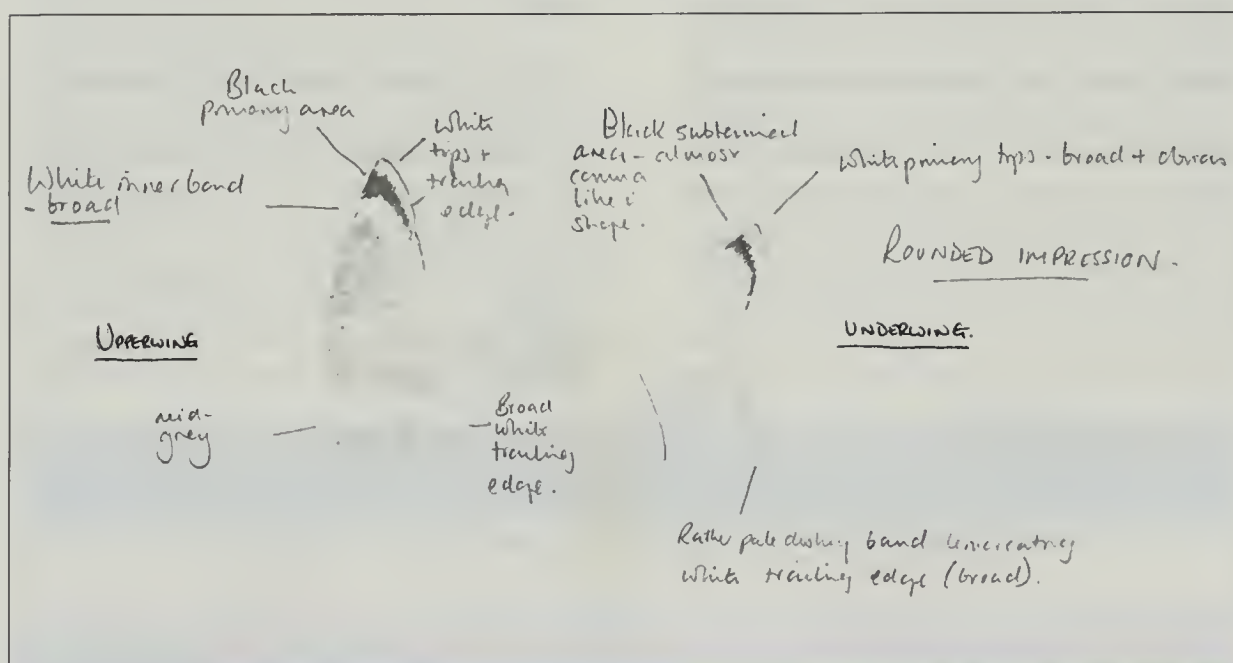 Black
primary area
White
tips +
trailing
edge.
White inner band
- broad
UPPERWING
mid-
grey
Broad
white
trailing
edge.
Black subterminal
area - almost
comma
like in
shape.
White primary tips - broad + obvious
ROUNDED IMPRESSION.
UNDERWING.
Rather pale dusky band
white trailing edge (broad).